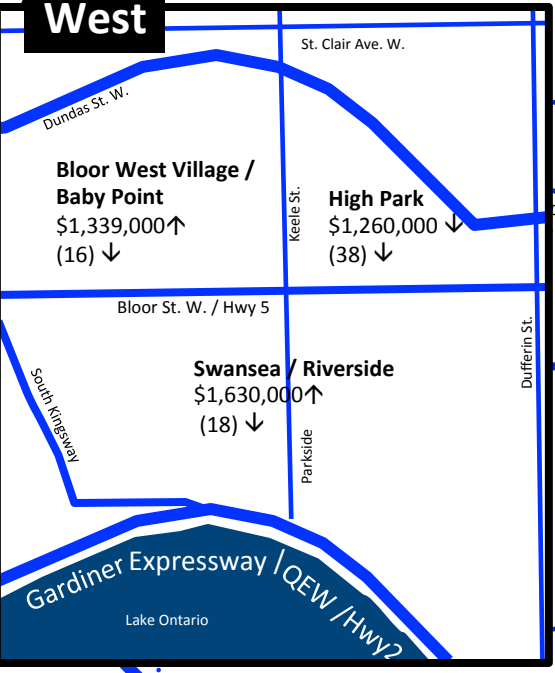 West
St. Clair Ave. W.
Dundas St. W.
Bloor West Village /
Baby Point
$1,339,000↑
(16) ↓
Keele St.
High Park
$1,260,000 ↓
(38) ↓
Bloor St. W. / Hwy 5
Dufferin St.
South Kingsway
Swansea / Riverside
$1,630,000↑
(18) ↓
Parkside
Gardiner Expressway / QEW /Hwy2
Lake Ontario